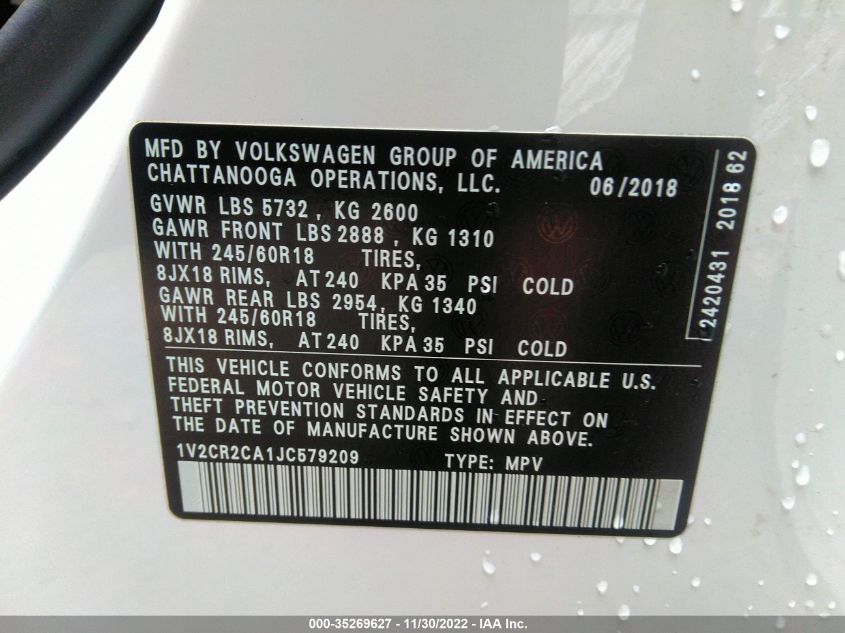 MFD BY VOLKSWAGEN GROUP OF AMERICA
CHATTANOOGA OPERATIONS, LLC. 06/2018
GVWR LBS 5732 , KG 2600
GAWR FRONT LBS 2888 , KG 1310
WITH 245/60R18 TIRES,
8JX18 RIMS, AT 240 KPA 35 PSI COLD
GAWR REAR LBS 2954, KG 1340
WITH 245/60R18 TIRES,
8JX18 RIMS, AT 240 KPA 35 PSI COLD
THIS VEHICLE CONFORMS TO ALL APPLICABLE U.S.
FEDERAL MOTOR VEHICLE SAFETY AND
THEFT PREVENTION STANDARDS IN EFFECT ON
THE DATE OF MANUFACTURE SHOWN ABOVE.
1V2CR2CA1JC579209 TYPE: MPV
2420431 2018 62
000-35269627 - 11/30/2022 - IAA Inc.